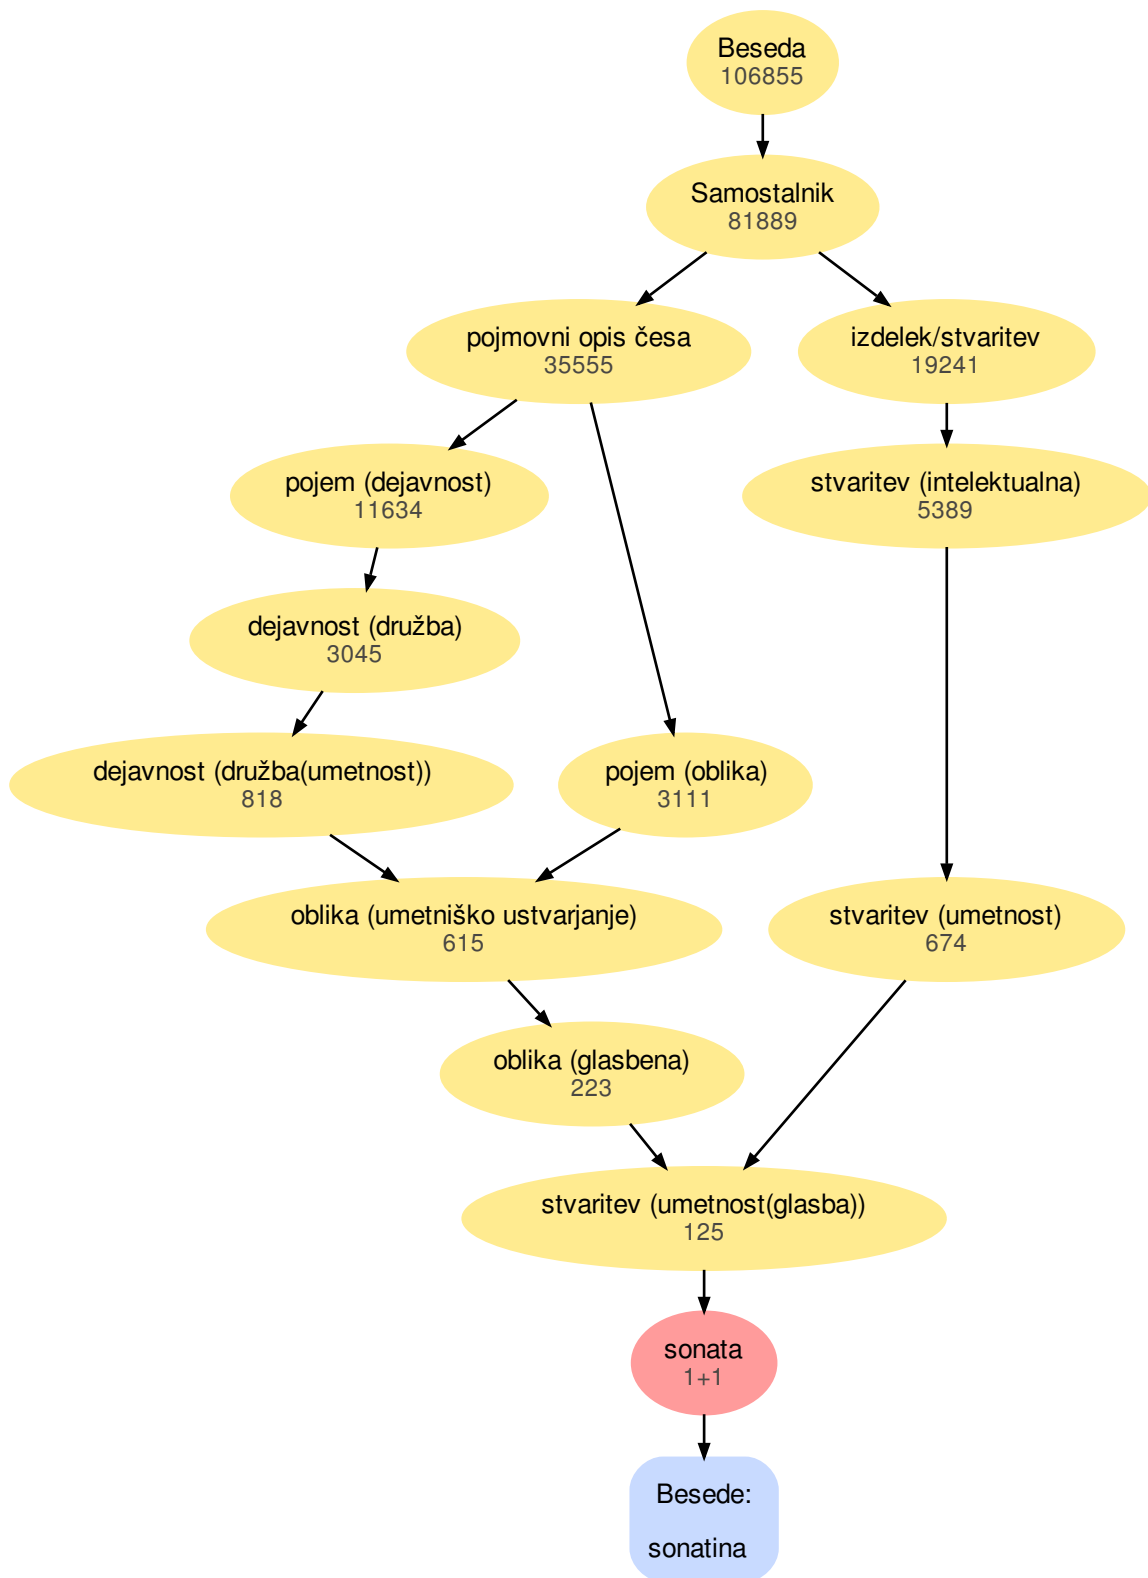 Beseda
106855
Samostalnik
81889
pojmovni opis česa
35555
izdelek/stvaritev
19241
pojem (dejavnost)
11634
stvaritev (intelektualna)
5389
dejavnost (družba)
3045
dejavnost (družba(umetnost))
818
pojem (oblika)
3111
oblika (umetniško ustvarjanje)
615
stvaritev (umetnost)
674
oblika (glasbena)
223
stvaritev (umetnost(glasba))
125
sonata
1+1
Besede:
sonatina